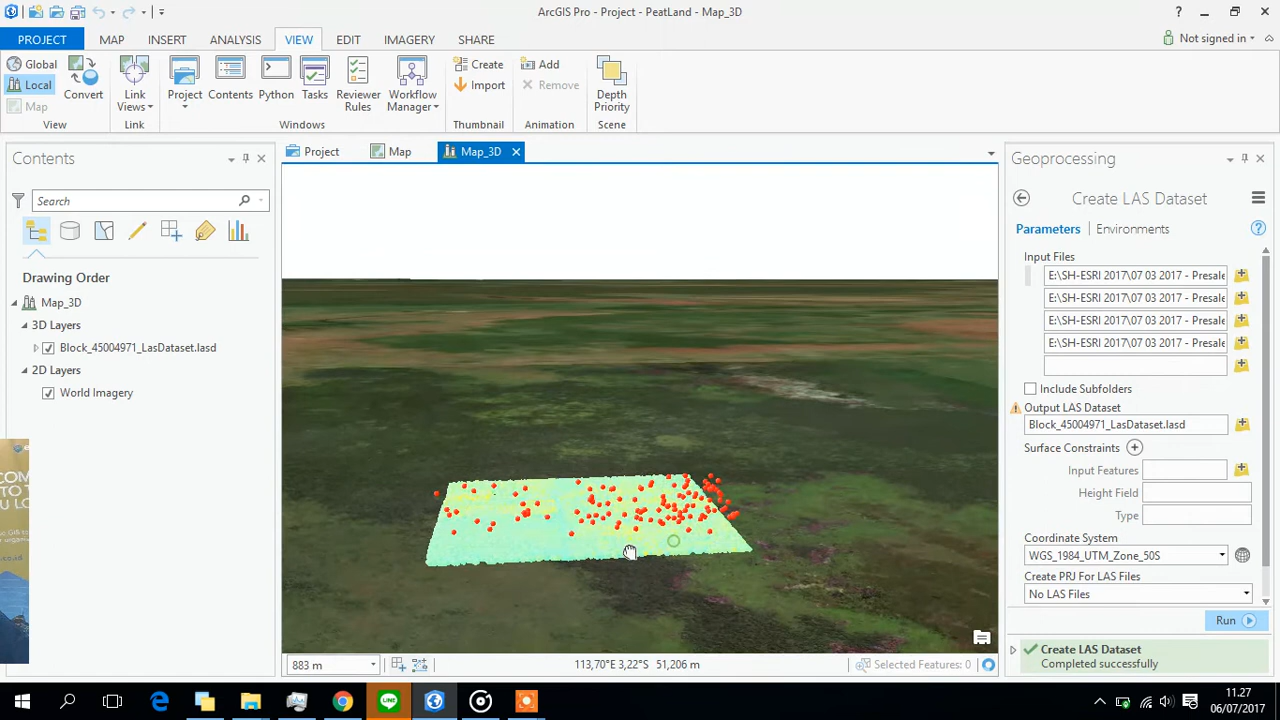 ArcGIS Pro - Project - PeatLand - Map_3D
Not signed in
PROJECT MAP INSERT ANALYSIS VIEW EDIT IMAGERY SHARE
Global
Local
Map
Convert
View
Link Views
Link
Project
Contents
Python
Tasks
Reviewer Rules
Workflow Manager
Windows
Create
Import
Thumbnail
Add
Remove
Animation
Depth Priority
Scene
Contents
Search
Drawing Order
Map_3D
3D Layers
Block_45004971_LasDataset.lasd
2D Layers
World Imagery
Project
Map
Map_3D
883 m
113,70°E 3,22°S 51,206 m
Selected Features: 0
Geoprocessing
Create LAS Dataset
Parameters
Environments
Input Files
E:\SH-ESRI 2017\07 03 2017 - Presale
E:\SH-ESRI 2017\07 03 2017 - Presale
E:\SH-ESRI 2017\07 03 2017 - Presale
E:\SH-ESRI 2017\07 03 2017 - Presale
Include Subfolders
Output LAS Dataset
Block_45004971_LasDataset.lasd
Surface Constraints
Input Features
Height Field
Type
Coordinate System
WGS_1984_UTM_Zone_50S
Create PRJ For LAS Files
No LAS Files
Run
Create LAS Dataset
Completed successfully
11.27
06/07/2017
LINE